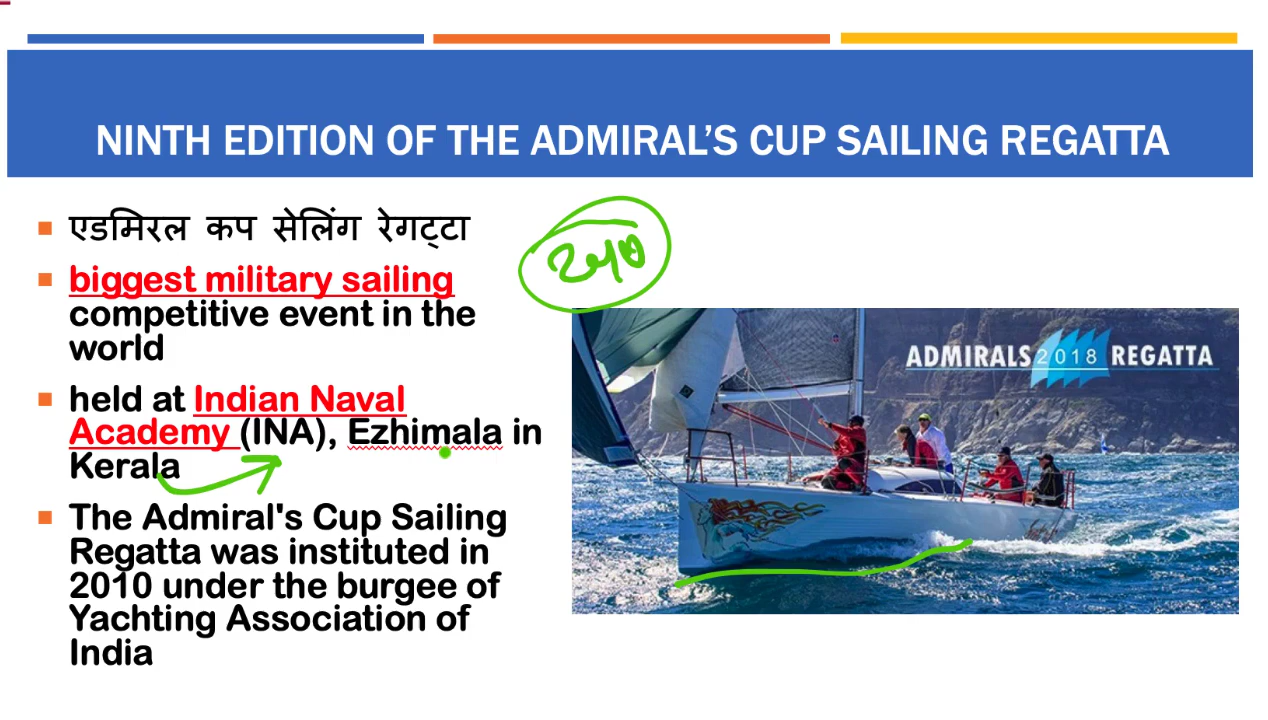 NINTH EDITION OF THE ADMIRAL’S CUP SAILING REGATTA
एडमिरल कप सेलिंग रेगट्टा
biggest military sailing
competitive event in the
world
held at Indian Naval
Academy (INA), Ezhimala in
Kerala
The Admiral's Cup Sailing
Regatta was instituted in
2010 under the burgee of
Yachting Association of
India
ADMIRALS 2018 REGATTA